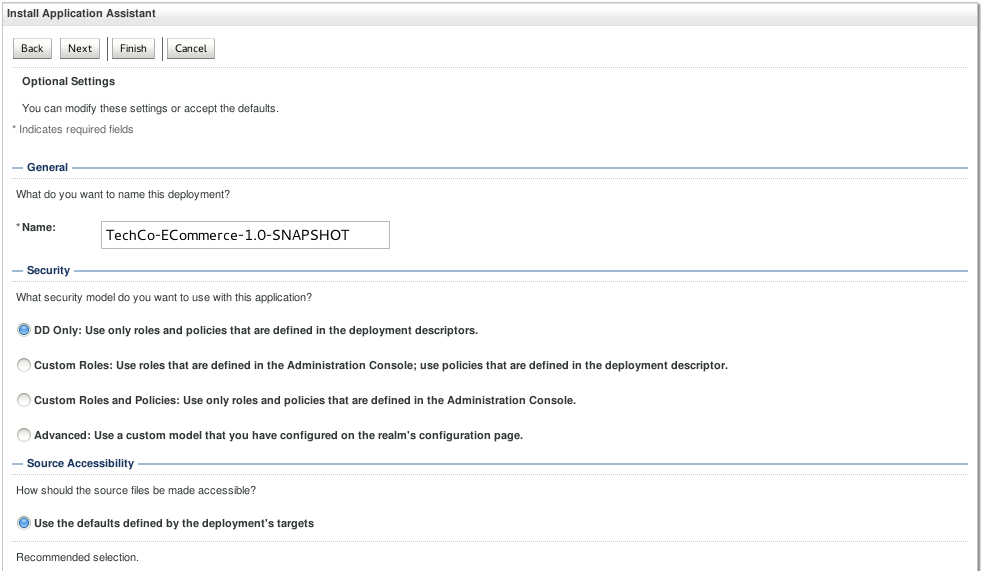 Install Application Assistant
Back Next Finish Cancel
Optional Settings
You can modify these settings or accept the defaults.
* Indicates required fields
General
What do you want to name this deployment?
* Name: TechCo-ECommerce-1.0-SNAPSHOT
Security
What security model do you want to use with this application?
DD Only: Use only roles and policies that are defined in the deployment descriptors.
Custom Roles: Use roles that are defined in the Administration Console; use policies that are defined in the deployment descriptor.
Custom Roles and Policies: Use only roles and policies that are defined in the Administration Console.
Advanced: Use a custom model that you have configured on the realm's configuration page.
Source Accessibility
How should the source files be made accessible?
Use the defaults defined by the deployment's targets
Recommended selection.